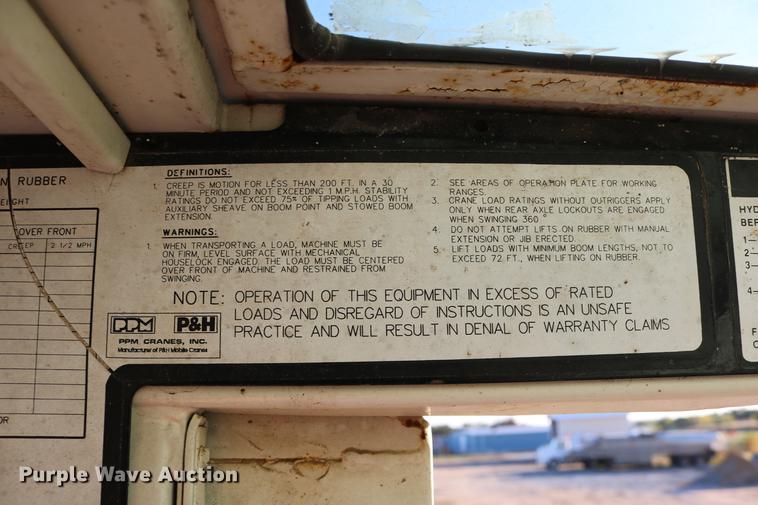 N RUBBER
EIGHT
OVER FRONT
CREEP 2 1/2 MPH
OR
DEFINITIONS:
1. CREEP IS MOTION FOR LESS THAN 200 FT. IN A 30
MINUTE PERIOD AND NOT EXCEEDING 1 M.P.H. STABILITY
RATINGS DO NOT EXCEED 75% OF TIPPING LOADS WITH
AUXILIARY SHEAVE ON BOOM POINT AND STOWED BOOM
EXTENSION.
WARNINGS:
1. WHEN TRANSPORTING A LOAD, MACHINE MUST BE
ON FIRM, LEVEL SURFACE WITH MECHANICAL
HOUSELOCK ENGAGED. THE LOAD MUST BE CENTERED
OVER FRONT OF MACHINE AND RESTRAINED FROM
SWINGING.
2. SEE AREAS OF OPERATION PLATE FOR WORKING
RANGES.
3. CRANE LOAD RATINGS WITHOUT OUTRIGGERS APPLY
ONLY WHEN REAR AXLE LOCKOUTS ARE ENGAGED
WHEN SWINGING 360°
4. DO NOT ATTEMPT LIFTS ON RUBBER WITH MANUAL
EXTENSION OR JIB ERECTED.
5. LIFT LOADS WITH MINIMUM BOOM LENGTHS, NOT TO
EXCEED 72 FT., WHEN LIFTING ON RUBBER.
NOTE: OPERATION OF THIS EQUIPMENT IN EXCESS OF RATED
LOADS AND DISREGARD OF INSTRUCTIONS IS AN UNSAFE
PRACTICE AND WILL RESULT IN DENIAL OF WARRANTY CLAIMS
PPM P&H
PPM CRANES, INC.
Manufacturer of P&H Mobile Cranes
HYD
BEF
1—
2—
3—
4—
F
C
Purple Wave Auction